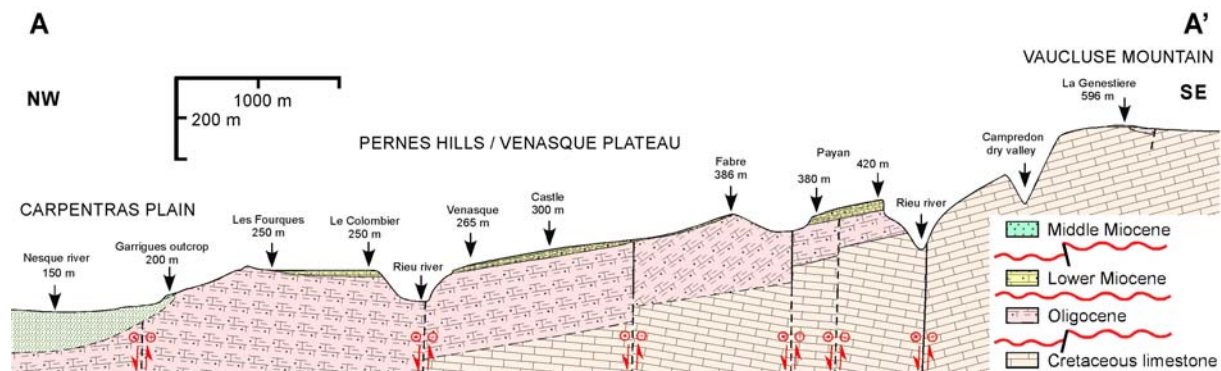 A
A'
VAUCLUSE MOUNTAIN
NW
SE
1000 m
200 m
La Genestiere
596 m
PERNES HILLS / VENASQUE PLATEAU
Campredon
dry valley
Fabre
386 m
Payan
380 m
420 m
Castle
300 m
Venasque
265 m
Rieu river
CARPENTRAS PLAIN
Les Fourques
250 m
Le Colombier
250 m
Garrigues outcrop
200 m
Nesque river
150 m
Rieu river
Middle Miocene
Lower Miocene
Oligocene
Cretaceous limestone